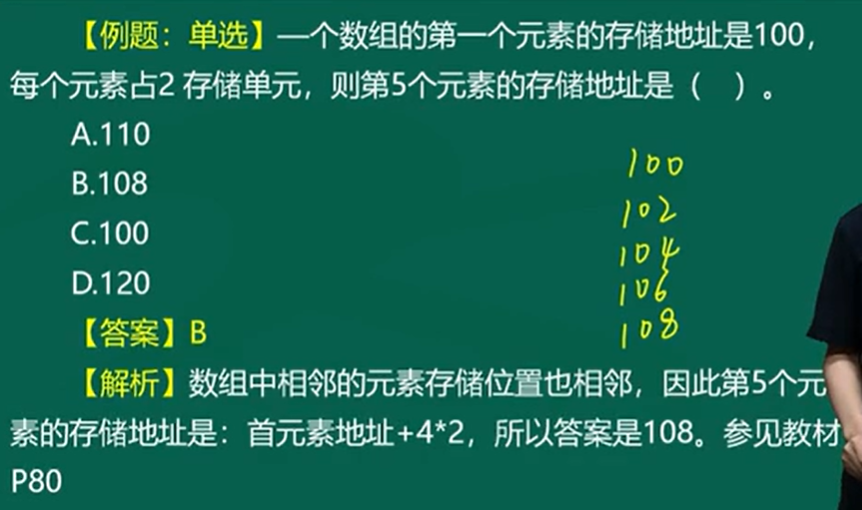 【例题：单选】一个数组的第一个元素的存储地址是100，
每个元素占2 存储单元，则第5个元素的存储地址是（  ）。
A.110
B.108
C.100
D.120
【答案】B
【解析】数组中相邻的元素存储位置也相邻，因此第5个元
素的存储地址是：首元素地址+4*2，所以答案是108。参见教材
P80
100
102
104
106
108